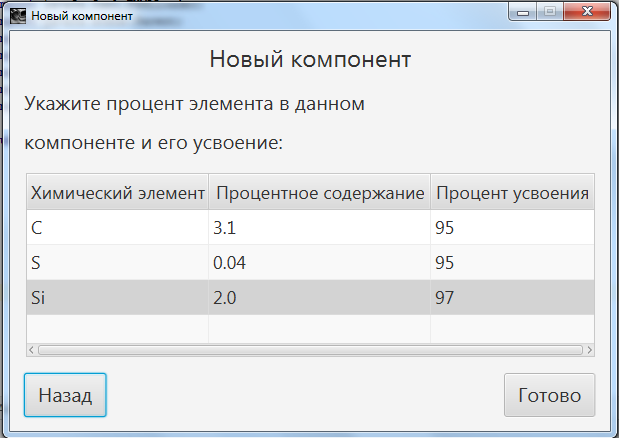 Новый компонент
Новый компонент
Укажите процент элемента в данном
компоненте и его усвоение:
Химический элемент Процентное содержание Процент усвоения
C 3.1 95
S 0.04 95
Si 2.0 97
Назад Готово